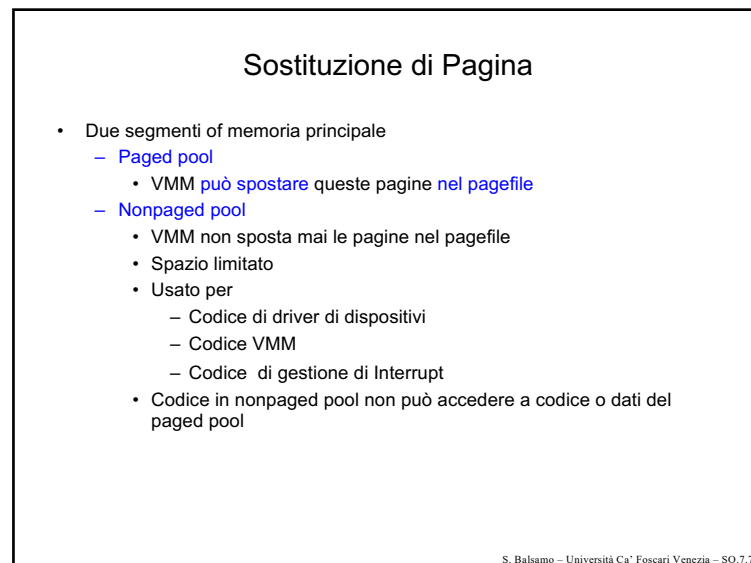 Sostituzione di Pagina
• Due segmenti of memoria principale
– Paged pool
• VMM può spostare queste pagine nel pagefile
– Nonpaged pool
• VMM non sposta mai le pagine nel pagefile
• Spazio limitato
• Usato per
– Codice di driver di dispositivi
– Codice VMM
– Codice di gestione di Interrupt
• Codice in nonpaged pool non può accedere a codice o dati del
paged pool
S. Balsamo – Università Ca' Foscari Venezia – SO.7.7